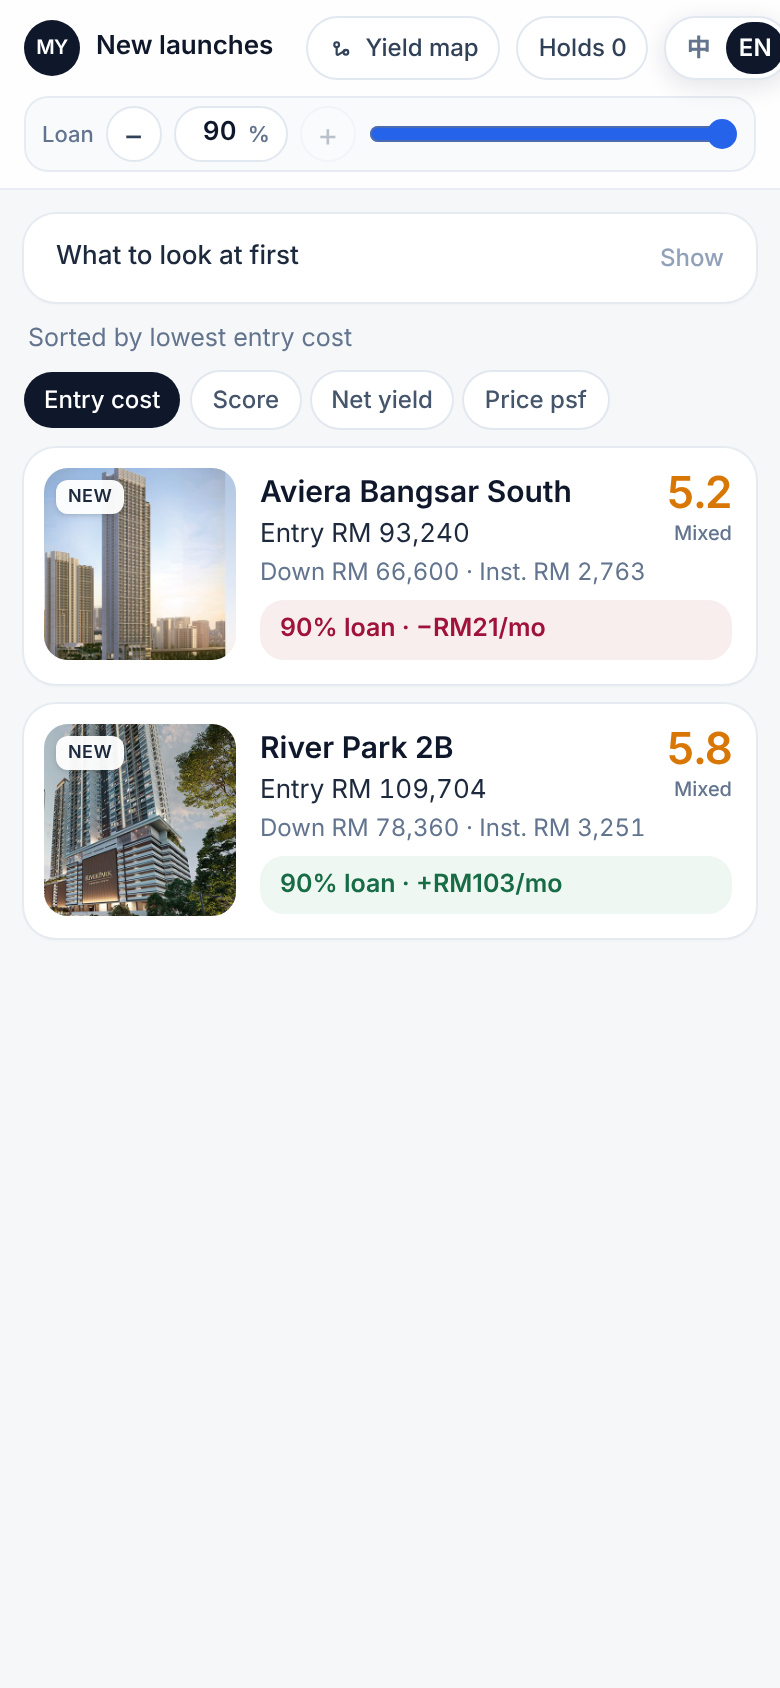 MY New launches Yield map Holds 0 中 EN
Loan − 90 % +
What to look at first Show
Sorted by lowest entry cost
Entry cost Score Net yield Price psf
NEW
Aviera Bangsar South 5.2
Entry RM 93,240 Mixed
Down RM 66,600 · Inst. RM 2,763
90% loan · −RM21/mo
NEW
River Park 2B 5.8
Entry RM 109,704 Mixed
Down RM 78,360 · Inst. RM 3,251
RIVERPARK
90% loan · +RM103/mo